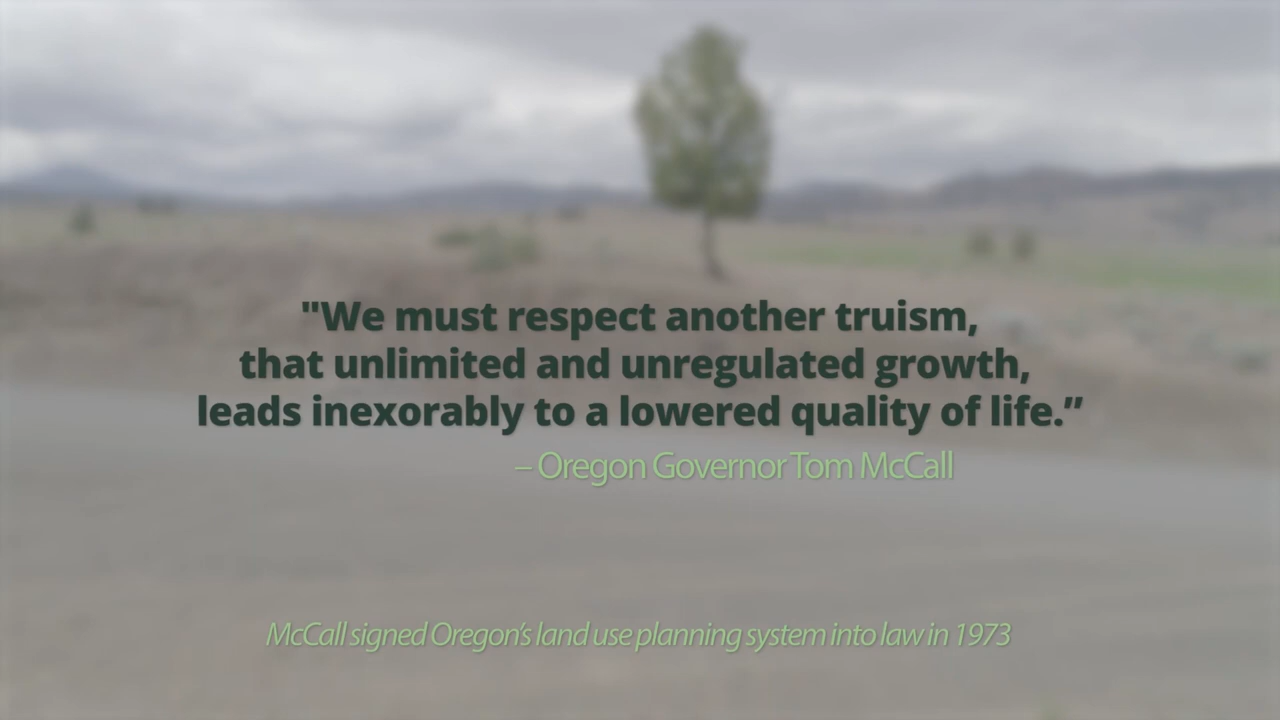 "We must respect another truism,
that unlimited and unregulated growth,
leads inexorably to a lowered quality of life.”
– Oregon Governor Tom McCall
McCall signed Oregon's land use planning system into law in 1973